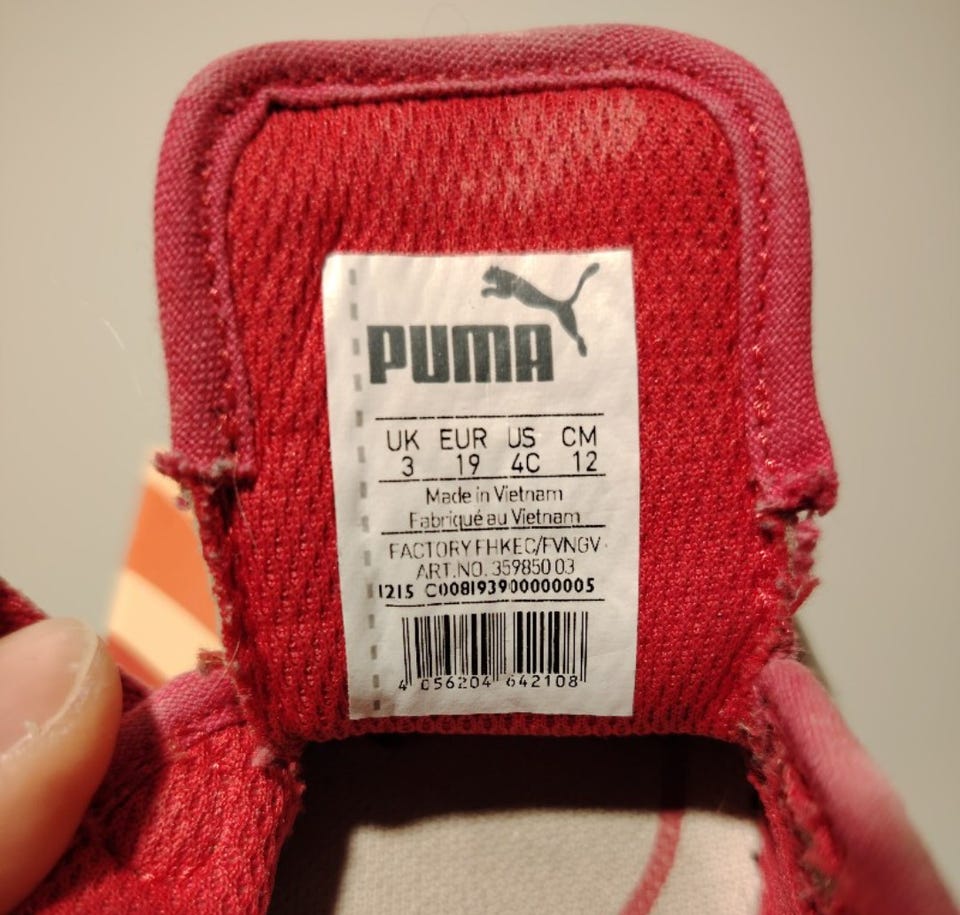 PUMA
UK EUR US CM
3 19 4C 12
Made in Vietnam
Fabriqué au Vietnam
FACTORY FHKEC/FVNGV
ART.NO. 359850 03
1215 C008193900000005
4 056204 642108